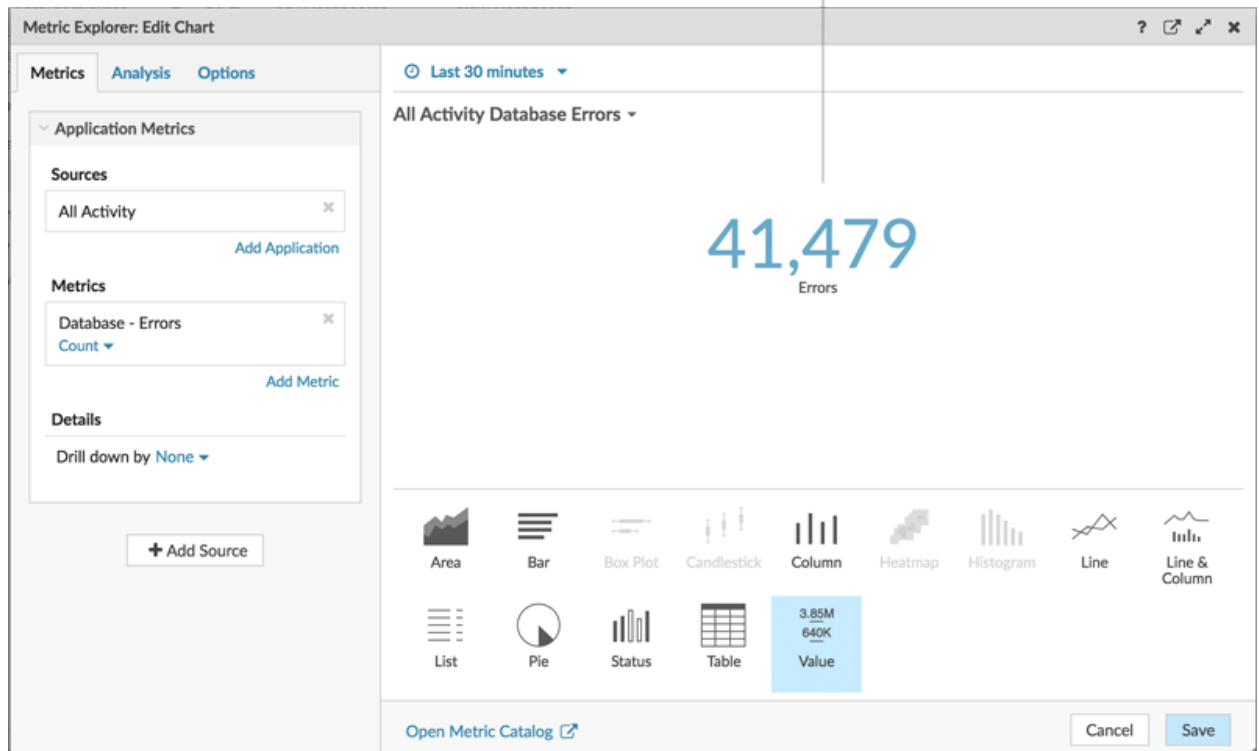 Metric Explorer: Edit Chart
?
Metrics Analysis Options
Last 30 minutes
All Activity Database Errors
Application Metrics
Sources
All Activity
Add Application
Metrics
Database - Errors
Count
Add Metric
Details
Drill down by None
+ Add Source
41,479
Errors
Area Bar Box Plot Candlestick Column Heatmap Histogram Line Line &
Column
3.85M
640K
List Pie Status Table Value
Open Metric Catalog
Cancel Save